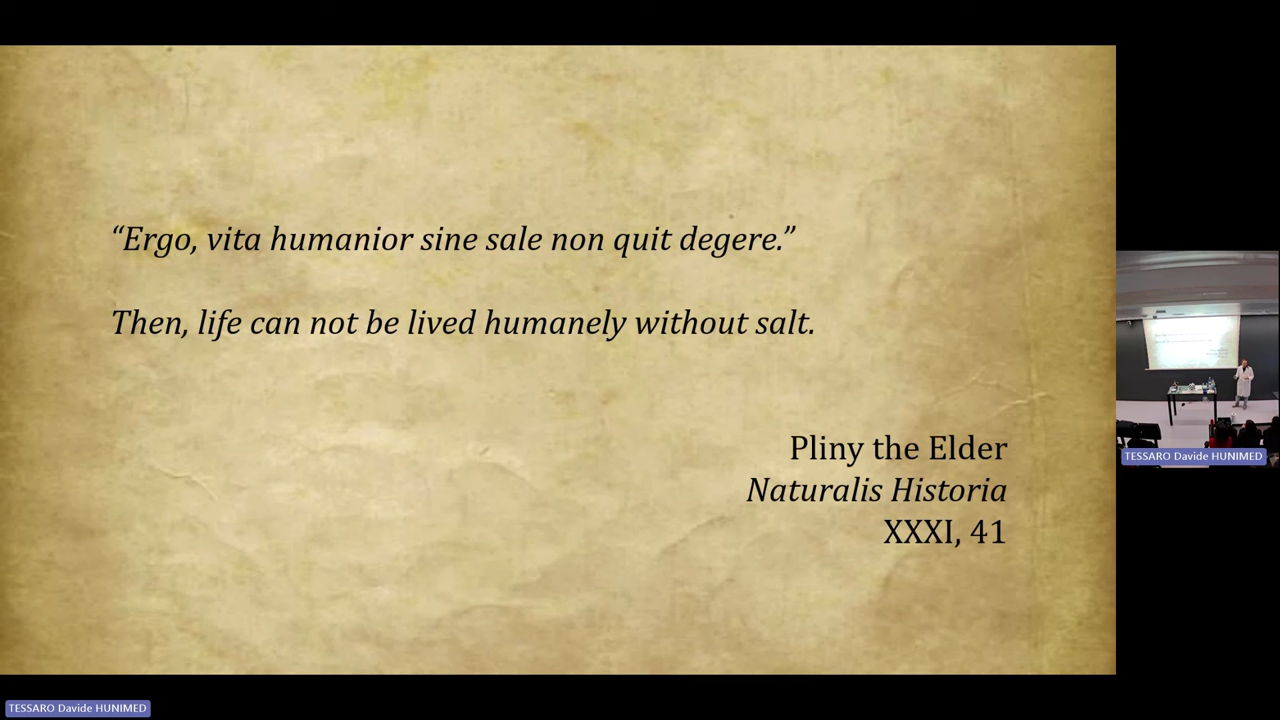 “Ergo, vita humanior sine sale non quit degere.”
Then, life can not be lived humanely without salt.
Pliny the Elder
Naturalis Historia
XXXI, 41
TESSARO Davide HUNIMED
TESSARO Davide HUNIMED